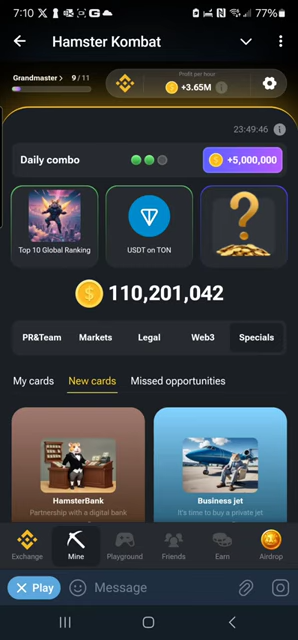 7:10
77%
Hamster Kombat
Grandmaster > 9 / 11
Profit per hour
+3.65M
23:49:46
Daily combo
+5,000,000
Top 10 Global Ranking
USDT on TON
110,201,042
PR&Team
Markets
Legal
Web3
Specials
My cards
New cards
Missed opportunities
HamsterBank
Partnership with a digital bank
Business jet
It's time to buy a private jet
Exchange
Mine
Playground
Friends
Earn
Airdrop
Play
Message